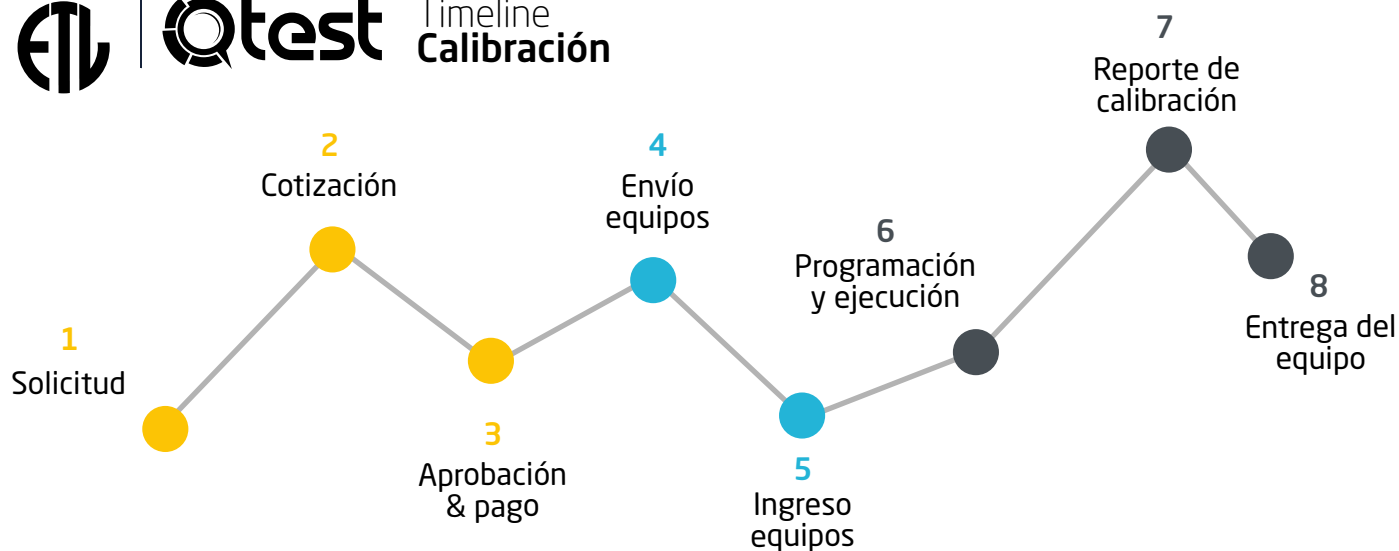 ETL
Qtest
Timeline
Calibración
1
Solicitud
2
Cotización
3
Aprobación
& pago
4
Envío
equipos
5
Ingreso
equipos
6
Programación
y ejecución
7
Reporte de
calibración
8
Entrega del
equipo